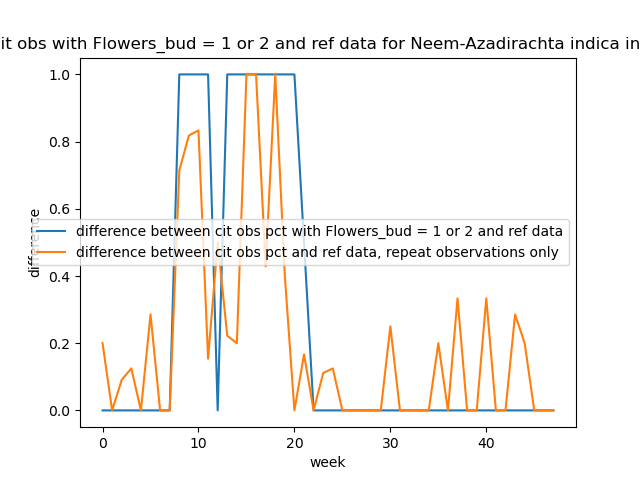 it obs with Flowers_bud = 1 or 2 and ref data for Neem-Azadirachta indica in
1.0
0.8
0.6
0.4
0.2
0.0
difference
difference between cit obs pct with Flowers_bud = 1 or 2 and ref data
difference between cit obs pct and ref data, repeat observations only
0 10 20 30 40
week